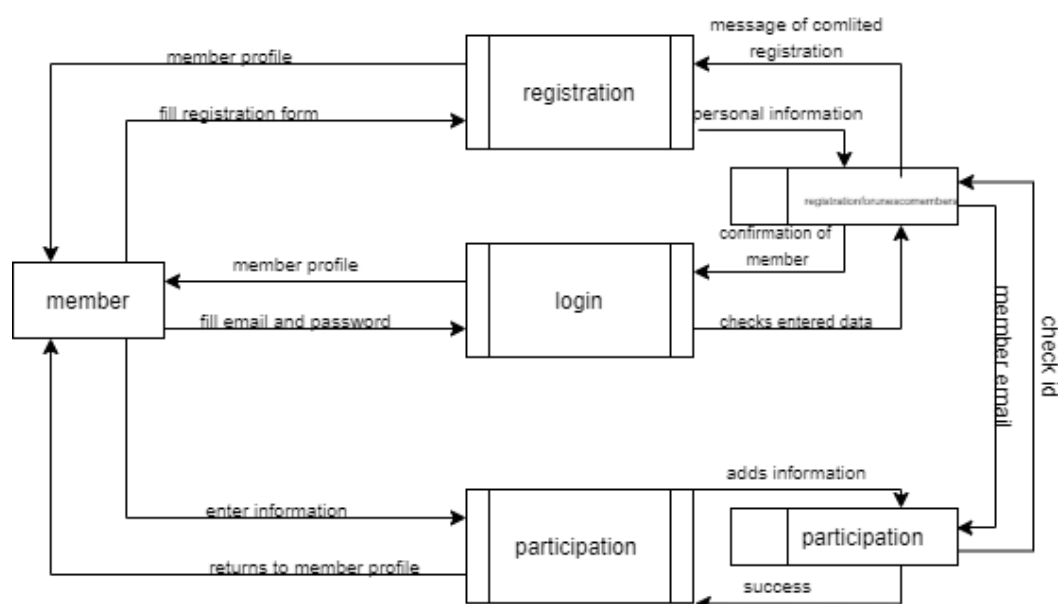 message of comlited
registration
member profile
registration
fill registration form
personal information
registrationforunescomembers
confirmation of
member
member profile
member
login
fill email and password
checks entered data
member email
check id
adds information
enter information
participation
participation
returns to member profile
success